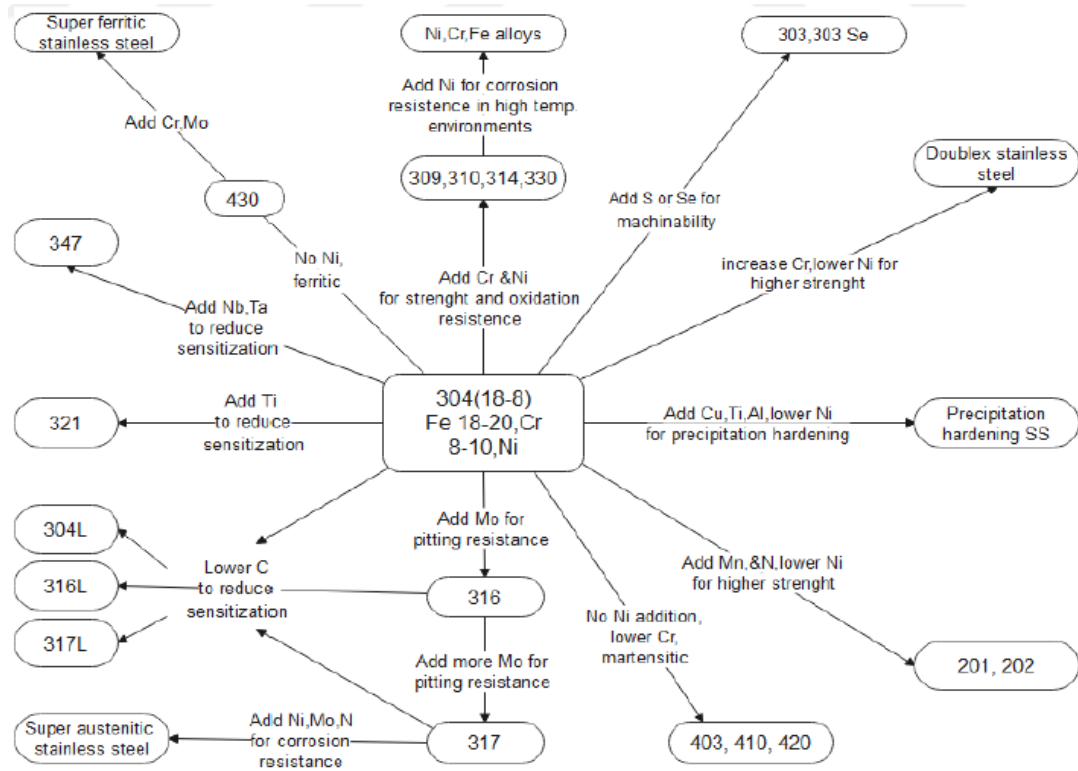 Super ferritic
stainless steel
Ni,Cr,Fe alloys
303,303 Se
Add Ni for corrosion
resistence in high temp.
environments
Add Cr,Mo
Doublex stainless
steel
309,310,314,330
430
Add S or Se for
machinability
347
No Ni,
ferritic
Add Cr &Ni
for strenght and oxidation
resistence
increase Cr,lower Ni for
higher strenght
Add Nb,Ta
to reduce
sensitization
304(18-8)
Fe 18-20,Cr
8-10,Ni
321
Add Ti
to reduce
sensitization
Add Cu,Ti,Al,lower Ni
for precipitation hardening
Precipitation
hardening SS
304L
316L
317L
Lower C
to reduce
sensitization
Add Mo for
pitting resistance
316
Add Mn,&N,lower Ni
for higher strenght
No Ni addition,
lower Cr,
martensitic
201, 202
Add more Mo for
pitting resistance
Super austenitic
stainless steel
Add Ni,Mo,N
for corrosion
resistance
317
403, 410, 420